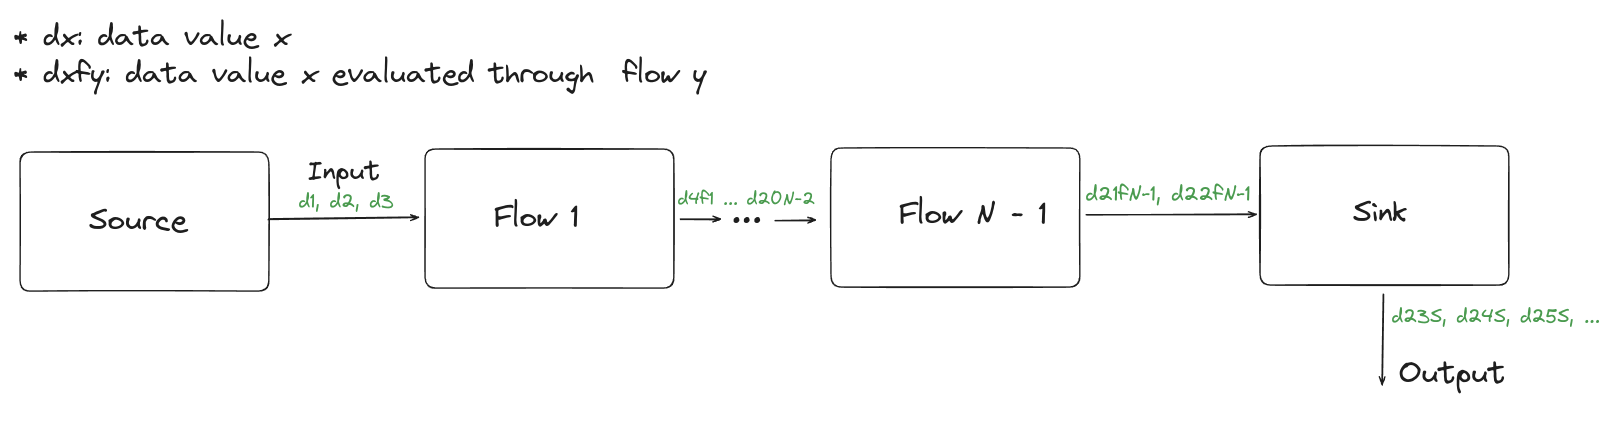 * dx: data value x
* dxfy: data value x evaluated through flow y
Input
d1, d2, d3
Source
Flow 1
d4f1 ... d20N-2
...
Flow N - 1
d21fN-1, d22fN-1
Sink
d23S, d24S, d25S, ...
Output